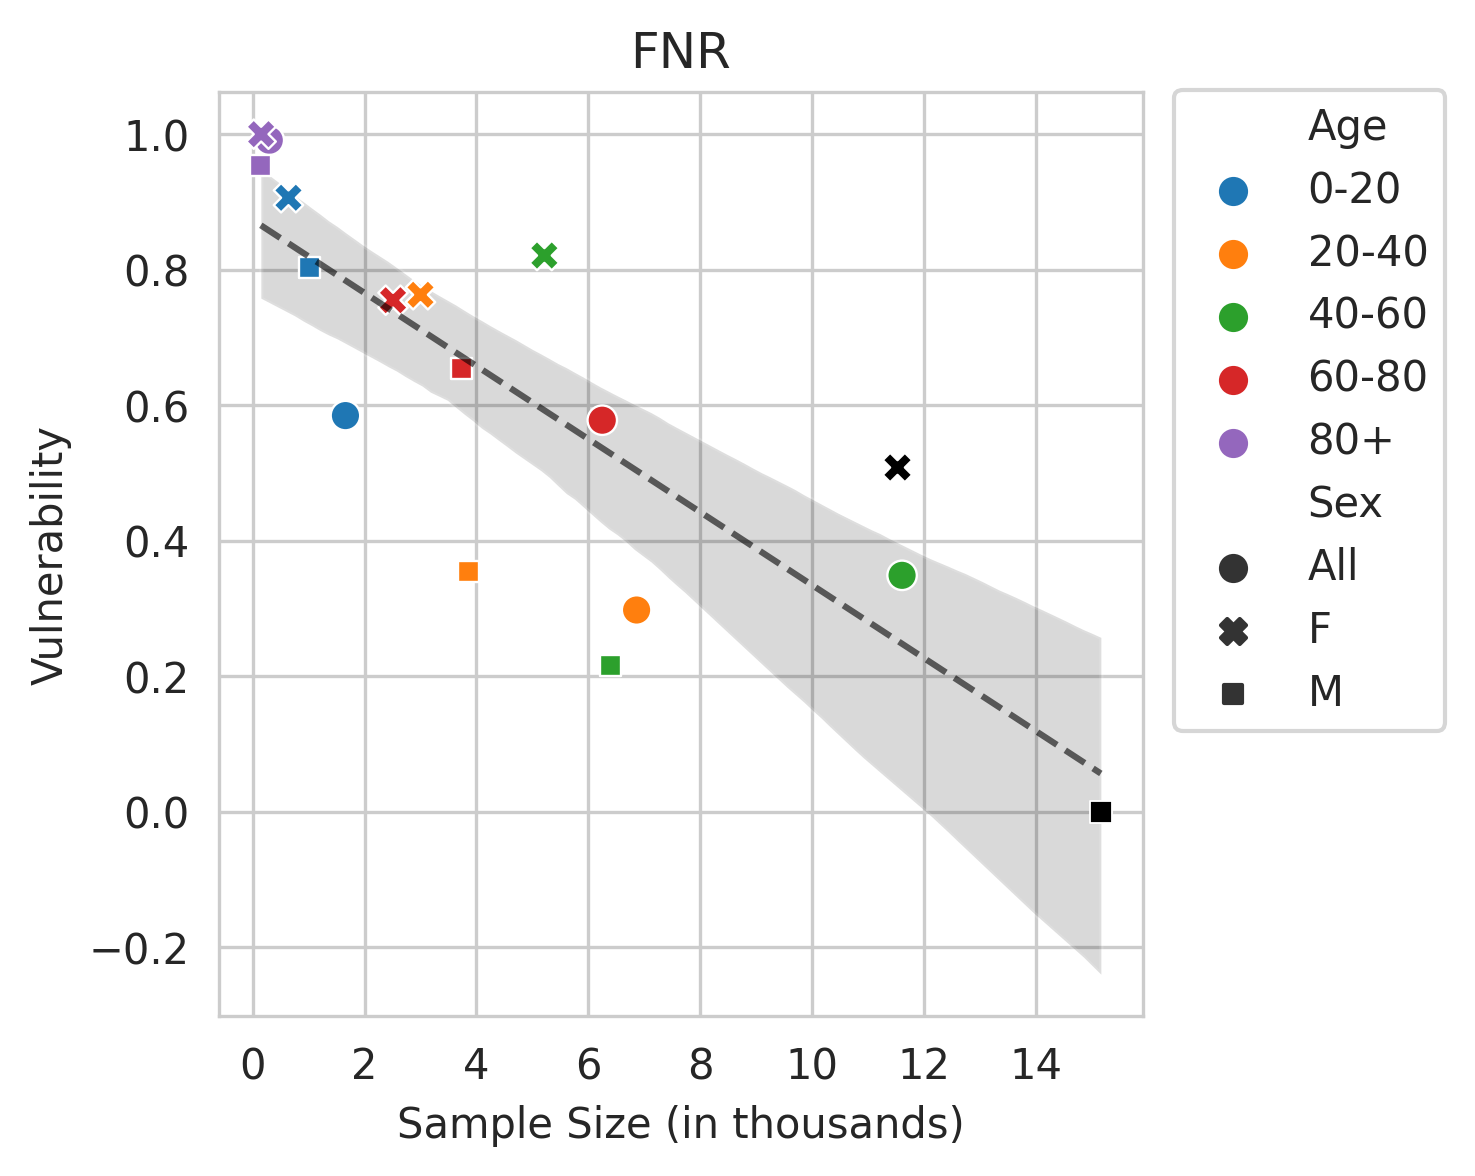 FNR
1.0
0.8
0.6
0.4
0.2
0.0
−0.2
Vulnerability
0 2 4 6 8 10 12 14
Sample Size (in thousands)
Age
0-20
20-40
40-60
60-80
80+
Sex
All
F
M